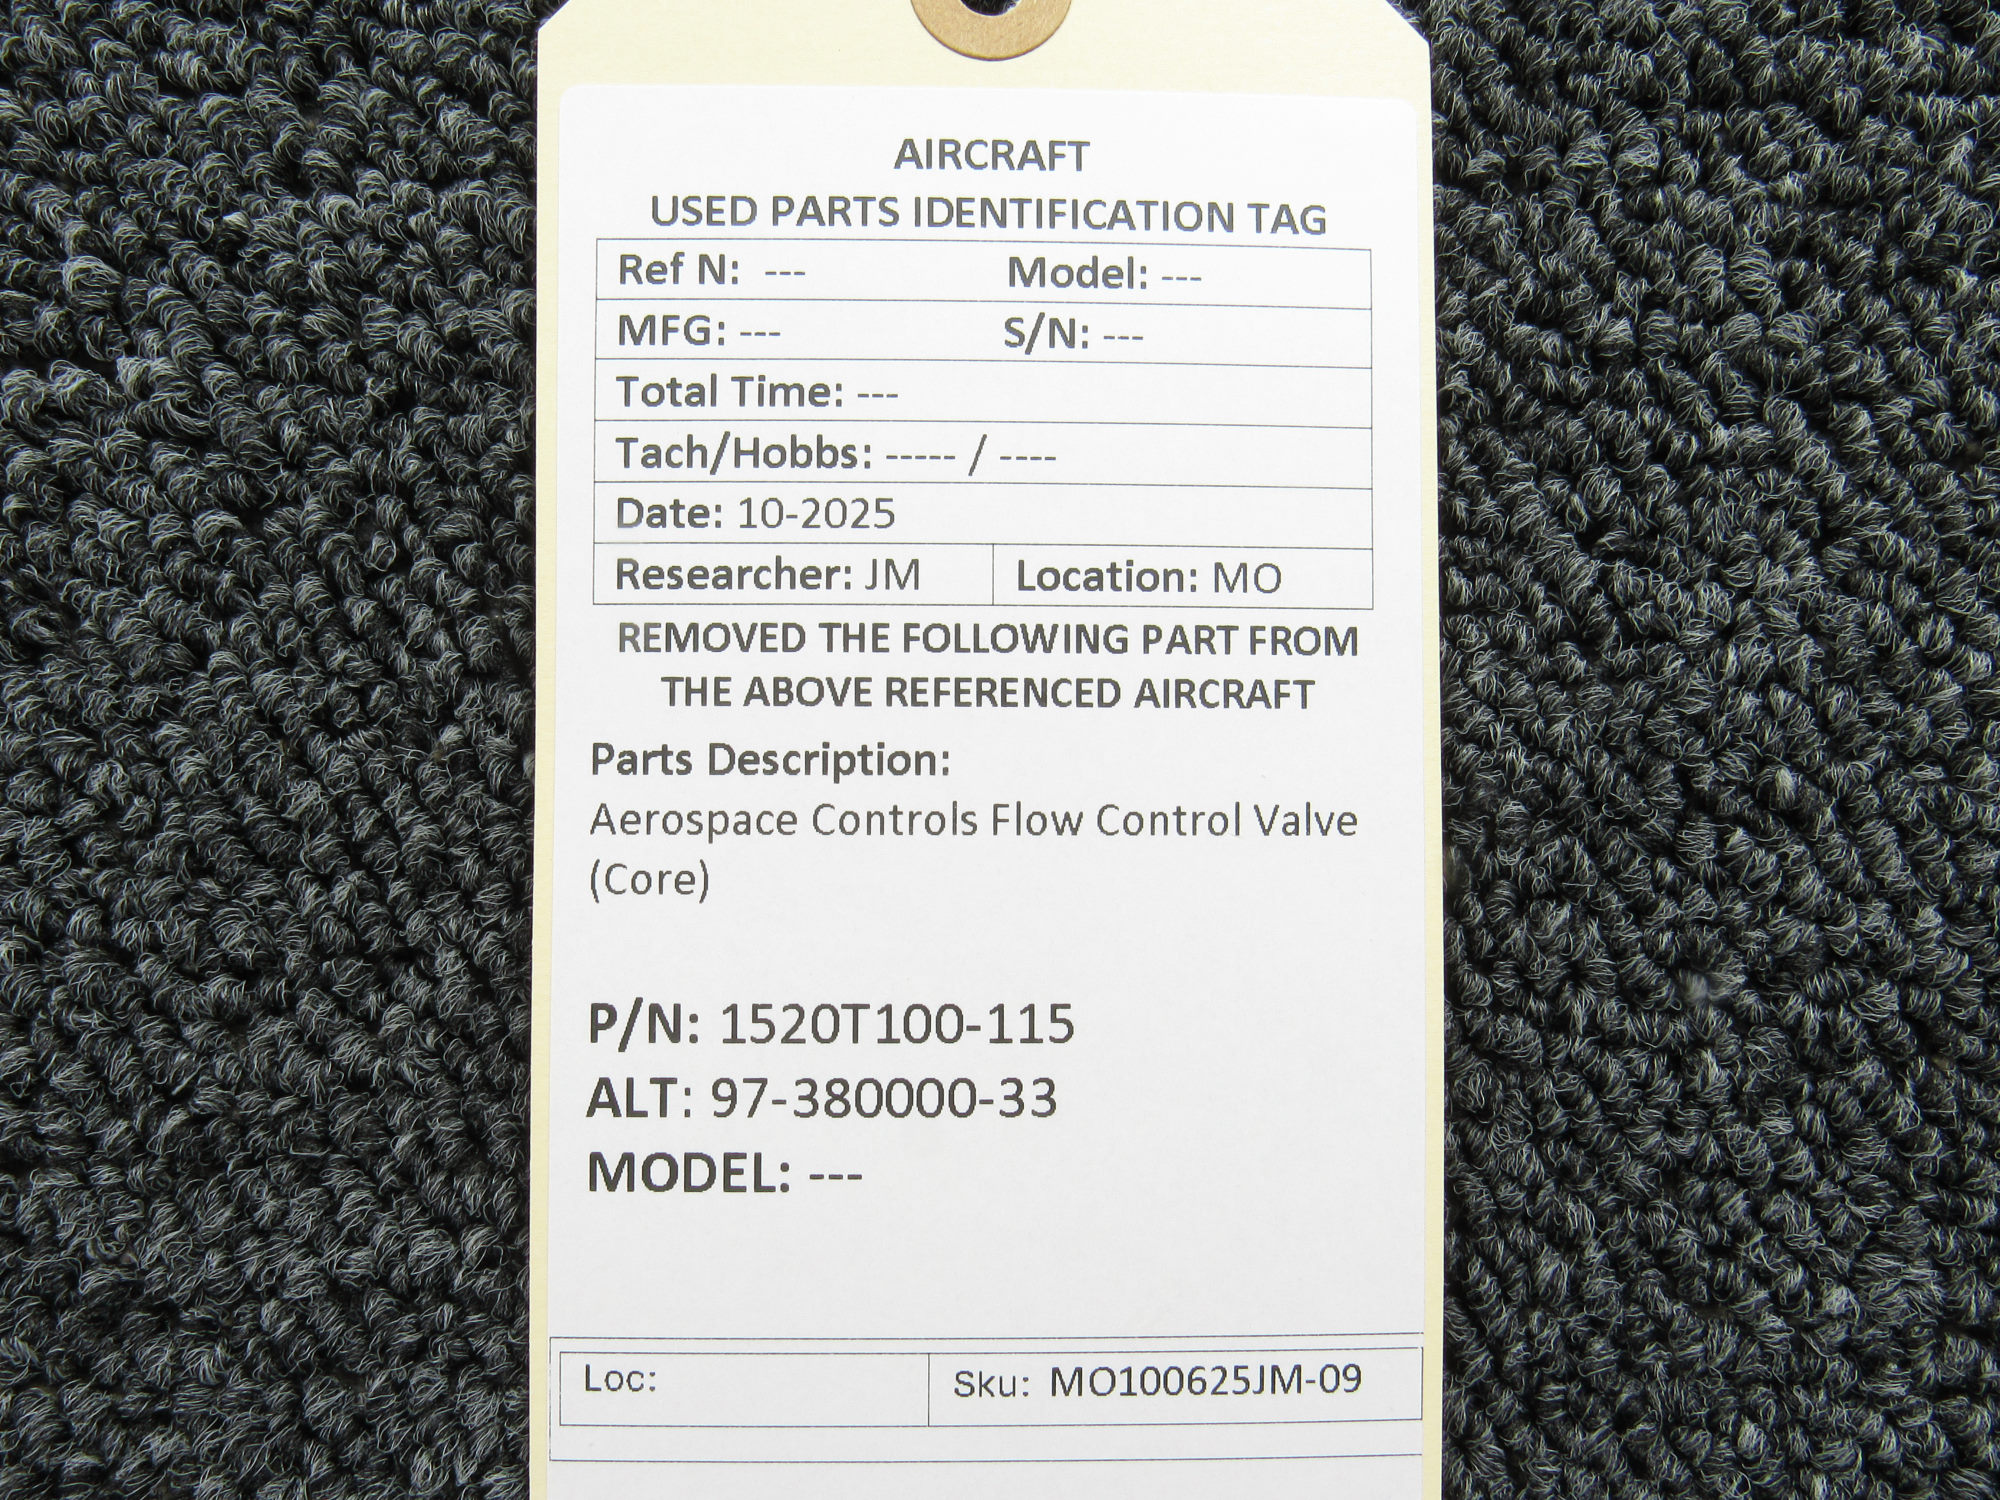 AIRCRAFT
USED PARTS IDENTIFICATION TAG
Ref N: --- Model: ---
MFG: --- S/N: ---
Total Time: ---
Tach/Hobbs: ----- / ----
Date: 10-2025
Researcher: JM Location: MO
REMOVED THE FOLLOWING PART FROM
THE ABOVE REFERENCED AIRCRAFT
Parts Description:
Aerospace Controls Flow Control Valve
(Core)
P/N: 1520T100-115
ALT: 97-380000-33
MODEL: ---
Loc: Sku: MO100625JM-09